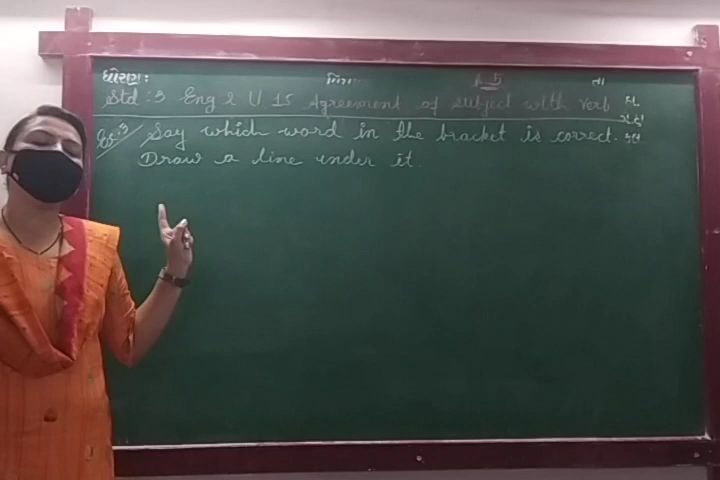 ધોરણ: વિષય તા
Std : 3 Eng 2 U 15 Agreement of subject with verb
Ex:3 Say which word in the bracket is correct.
Draw a line under it.